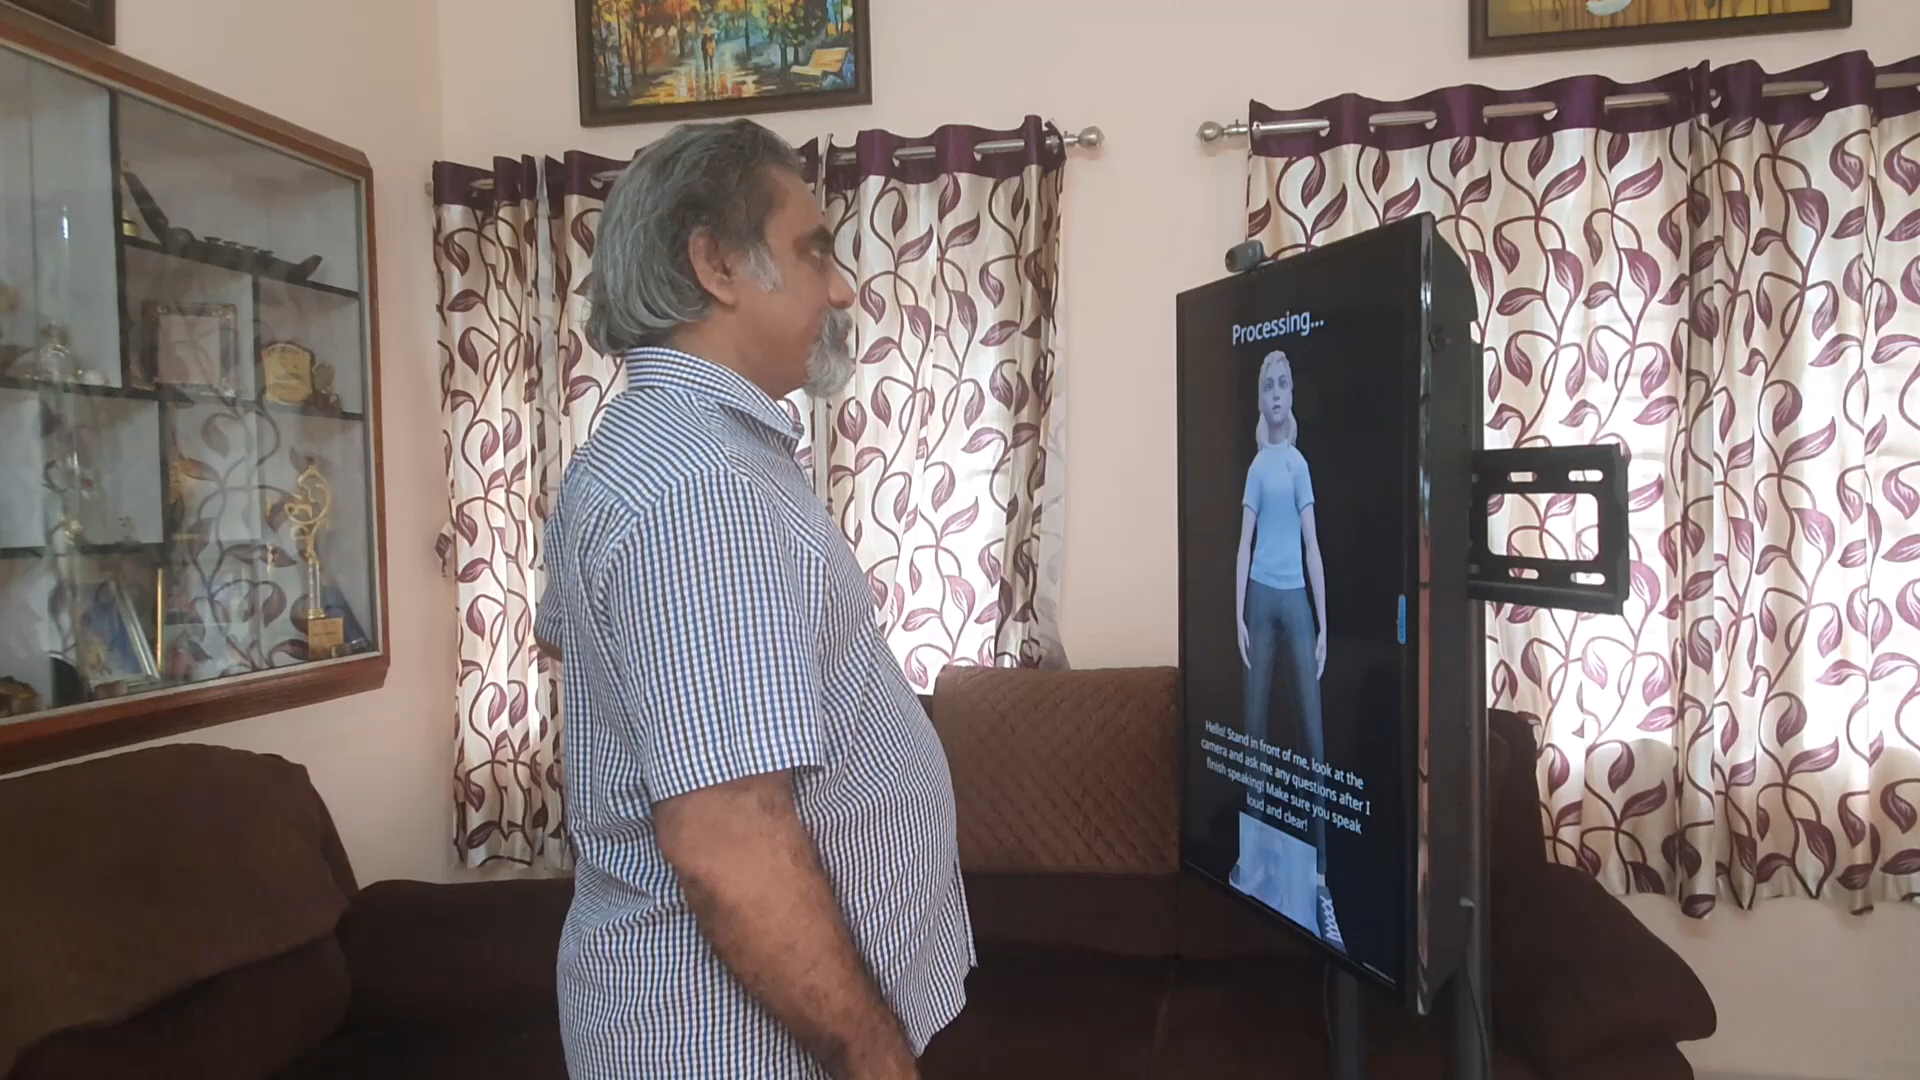 Processing...
Hello! Stand in front of me, look at the
camera and ask me any questions after I
finish speaking! Make sure you speak
loud and clear!